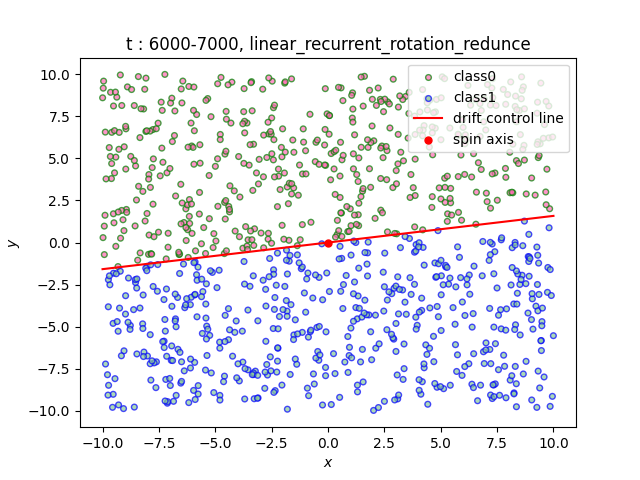 t : 6000-7000, linear_recurrent_rotation_redunce
class0
class1
drift control line
spin axis
10.0
7.5
5.0
2.5
0.0
−2.5
−5.0
−7.5
−10.0
y
−10.0 −7.5 −5.0 −2.5 0.0 2.5 5.0 7.5 10.0
x